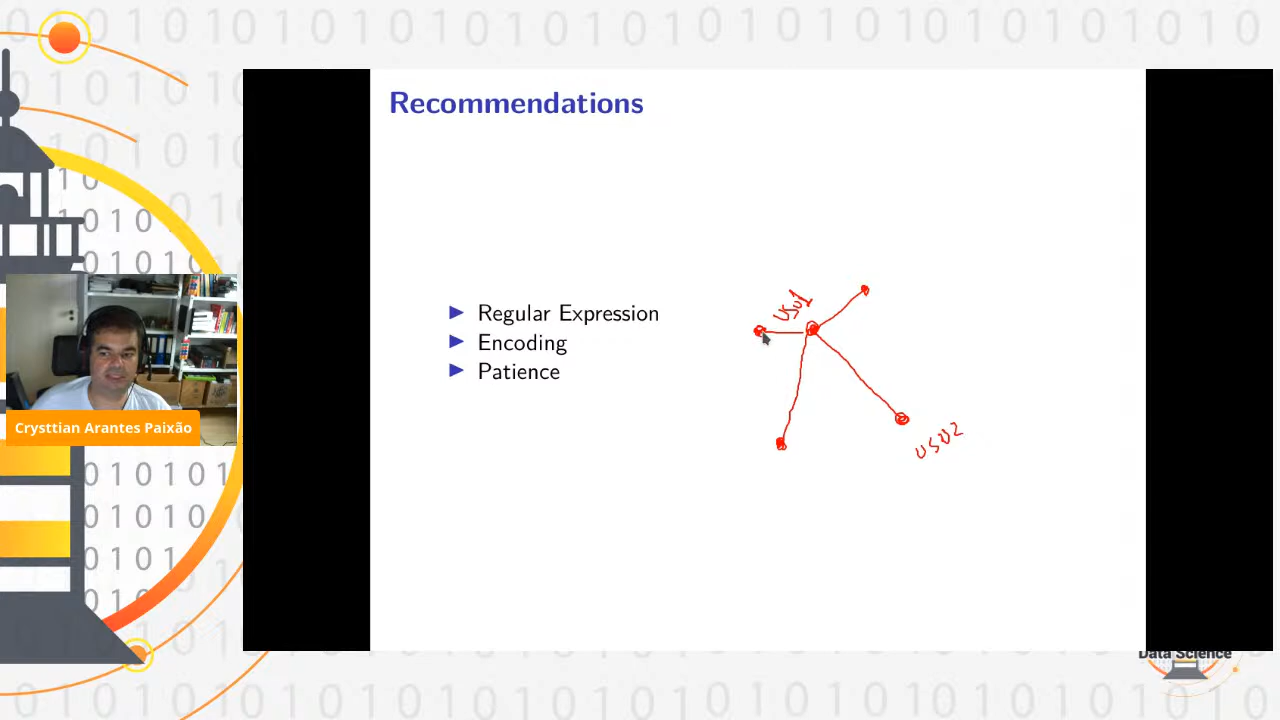 Recommendations
Regular Expression
Encoding
Patience
USU1
USU2
Crysttian Arantes Paixão
Data Science